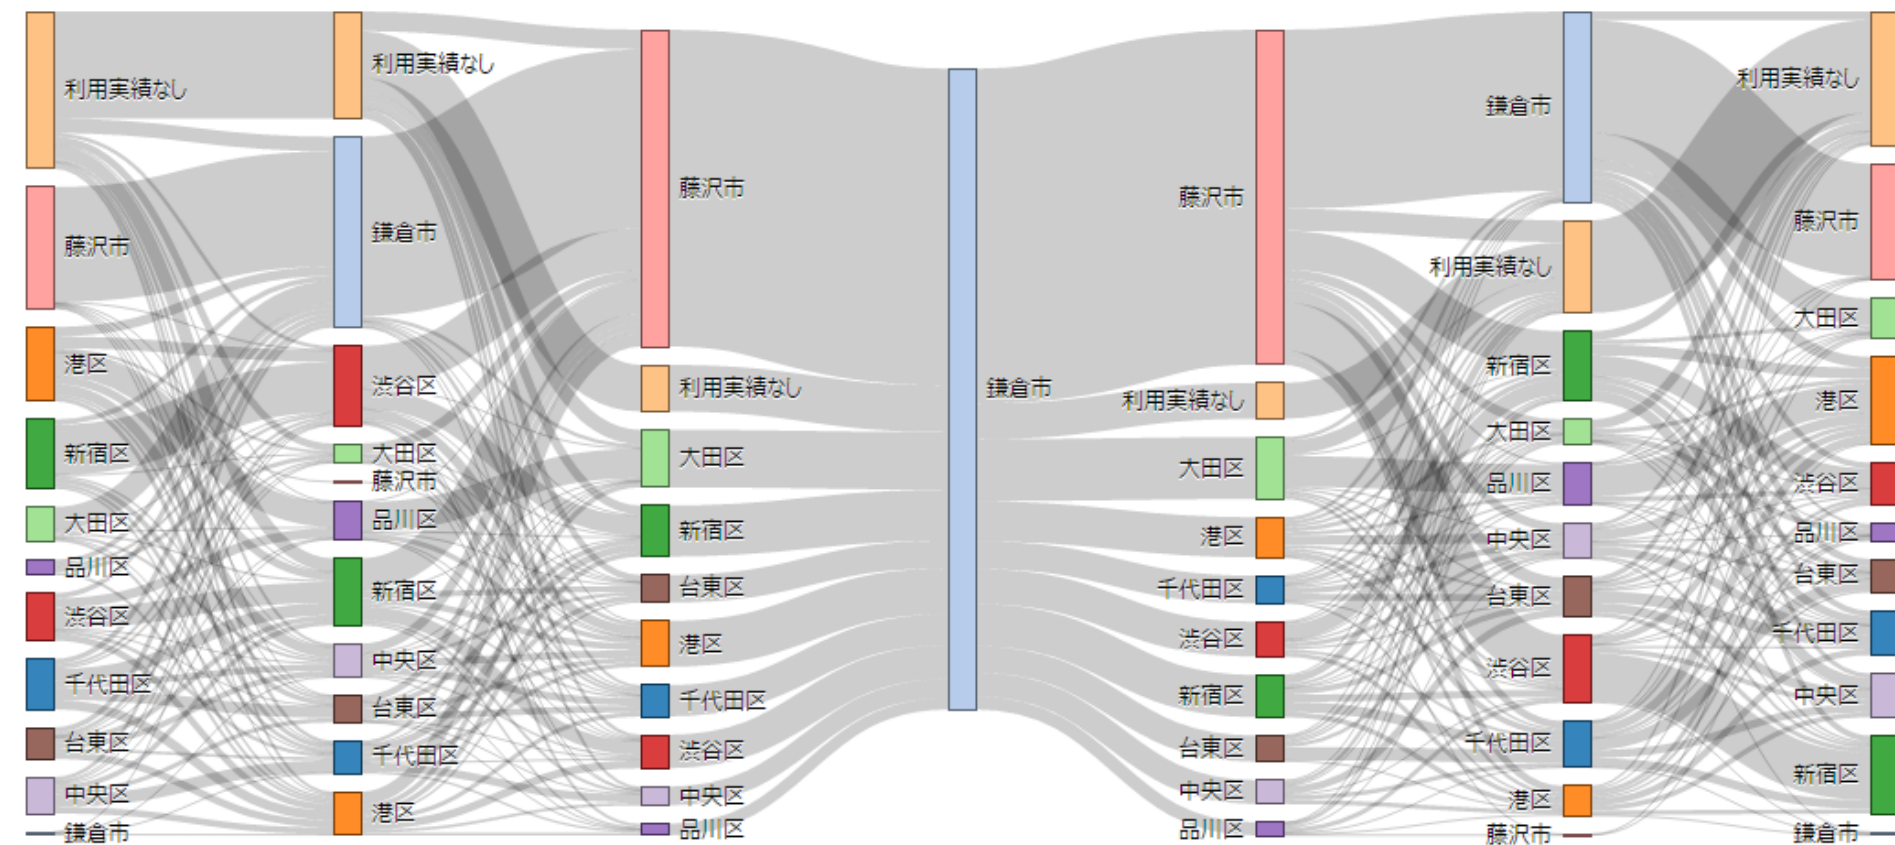 利用実績なし
藤沢市
港区
新宿区
大田区
品川区
渋谷区
千代田区
台東区
中央区
鎌倉市
利用実績なし
鎌倉市
渋谷区
大田区
藤沢市
品川区
新宿区
中央区
台東区
千代田区
港区
藤沢市
利用実績なし
大田区
新宿区
台東区
港区
千代田区
渋谷区
中央区
品川区
鎌倉市
藤沢市
利用実績なし
大田区
港区
千代田区
渋谷区
新宿区
台東区
中央区
品川区
鎌倉市
利用実績なし
新宿区
大田区
品川区
中央区
台東区
渋谷区
千代田区
港区
藤沢市
利用実績なし
藤沢市
大田区
港区
渋谷区
品川区
台東区
千代田区
中央区
新宿区
鎌倉市